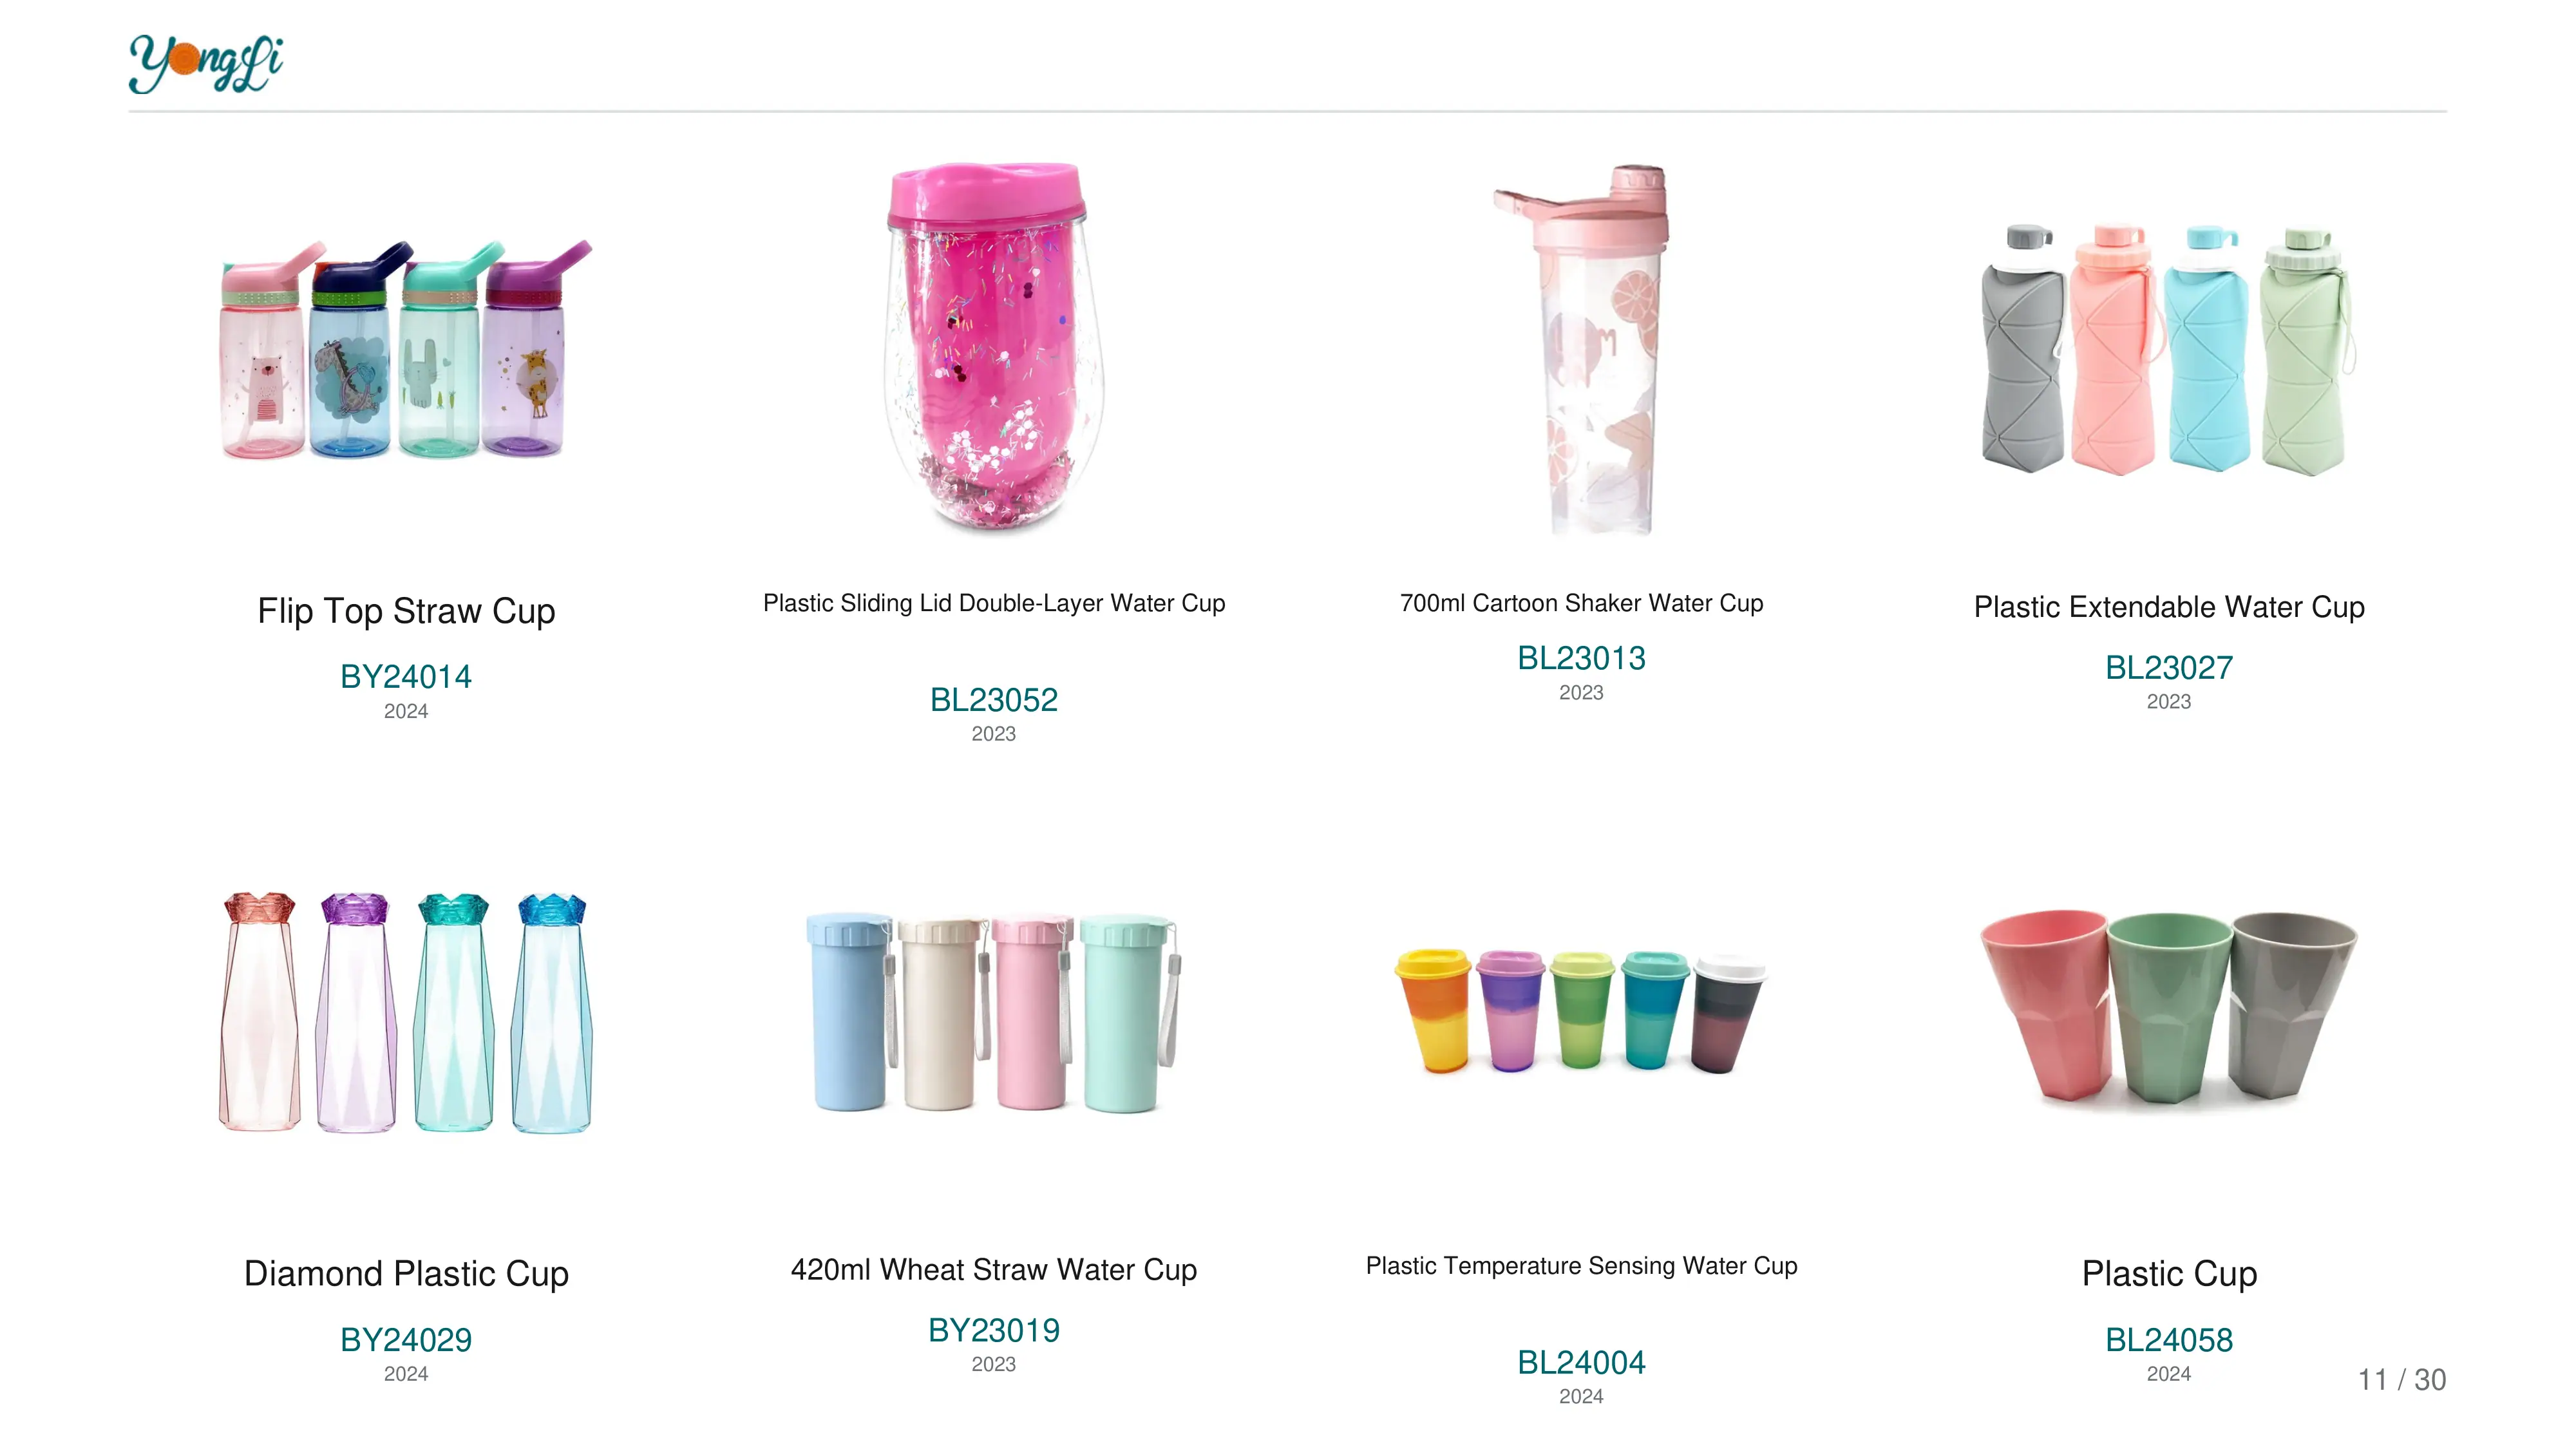 YongLi
Flip Top Straw Cup
BY24014
2024
Plastic Sliding Lid Double-Layer Water Cup
BL23052
2023
700ml Cartoon Shaker Water Cup
BL23013
2023
Plastic Extendable Water Cup
BL23027
2023
Diamond Plastic Cup
BY24029
2024
420ml Wheat Straw Water Cup
BY23019
2023
Plastic Temperature Sensing Water Cup
BL24004
2024
Plastic Cup
BL24058
2024
11 / 30